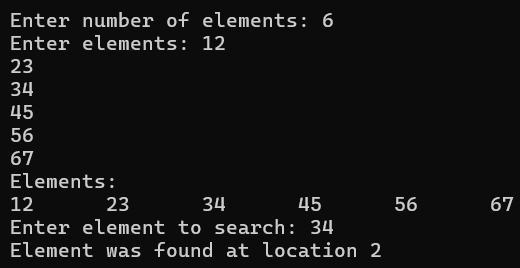 Enter number of elements: 6
Enter elements: 12
23
34
45
56
67
Elements:
12      23      34      45      56      67
Enter element to search: 34
Element was found at location 2